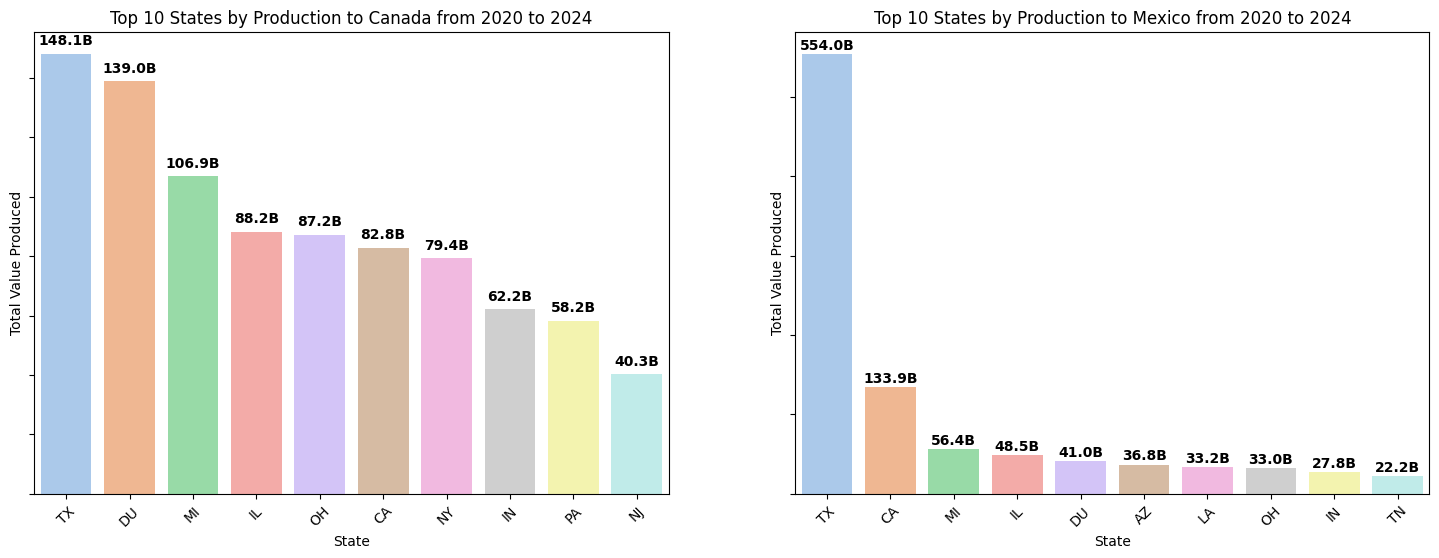 Top 10 States by Production to Canada from 2020 to 2024
148.1B
139.0B
106.9B
88.2B
87.2B
82.8B
79.4B
62.2B
58.2B
40.3B
Total Value Produced
TX
DU
MI
IL
OH
CA
NY
IN
PA
NJ
State
Top 10 States by Production to Mexico from 2020 to 2024
554.0B
133.9B
56.4B
48.5B
41.0B
36.8B
33.2B
33.0B
27.8B
22.2B
Total Value Produced
TX
CA
MI
IL
DU
AZ
LA
OH
IN
TN
State